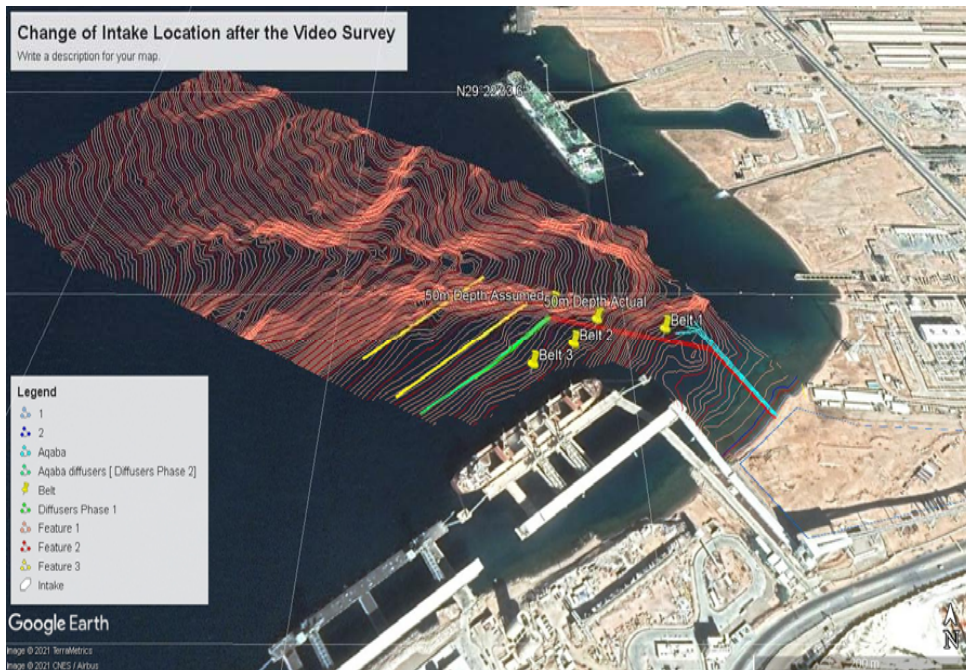 Change of Intake Location after the Video Survey
Write a description for your map.
50m Depth Assumed
50m Depth Actual
Belt 1
Belt 2
Belt 3
Legend
1
2
Aqaba
Aqaba diffusers [ Diffusers Phase 2]
Belt
Diffusers Phase 1
Feature 1
Feature 2
Feature 3
Intake
Google Earth
Image © 2021 TerraMetrics
Image © 2021 CNES / Airbus
N